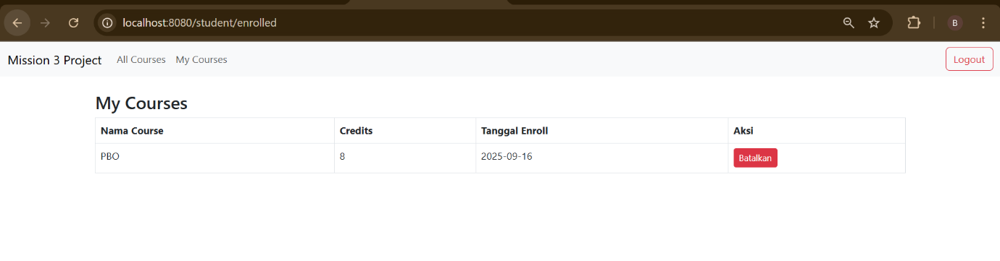 localhost:8080/student/enrolled
B
Mission 3 Project All Courses My Courses Logout
My Courses
Nama Course Credits Tanggal Enroll Aksi
PBO 8 2025-09-16 Batalkan